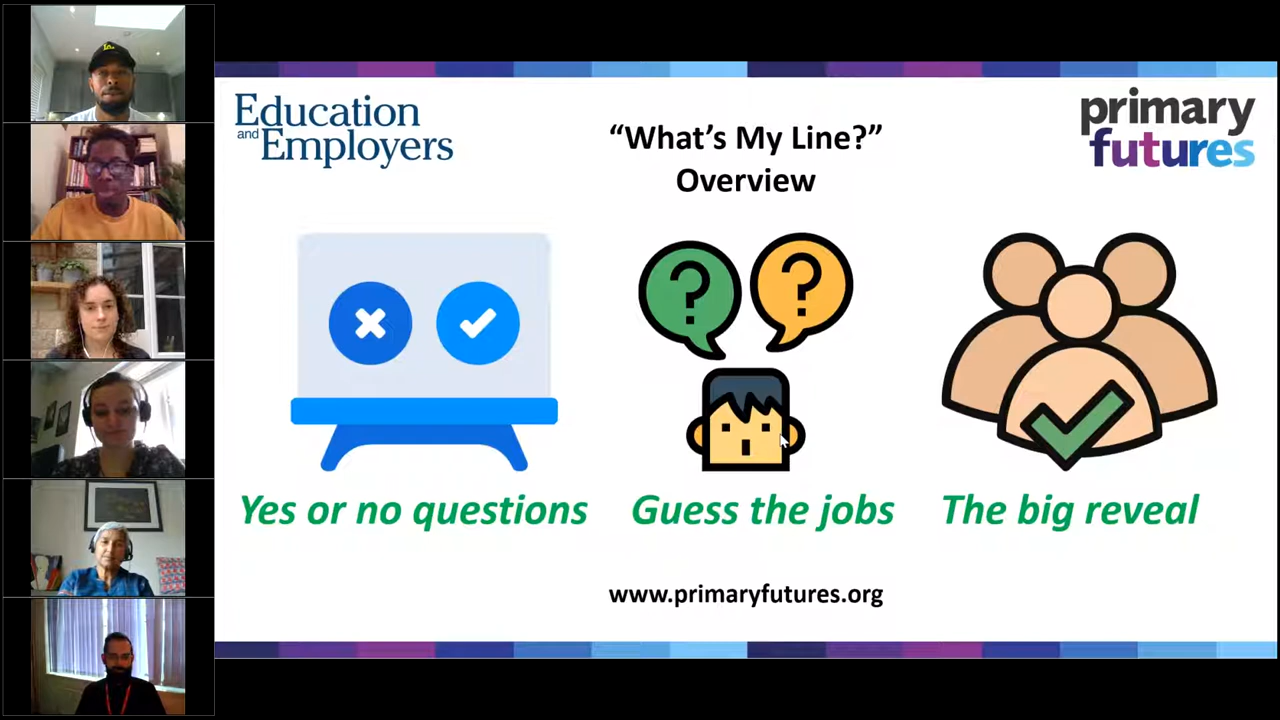 Education
and Employers
“What’s My Line?”
Overview
primary
futures
Yes or no questions
Guess the jobs
The big reveal
www.primaryfutures.org